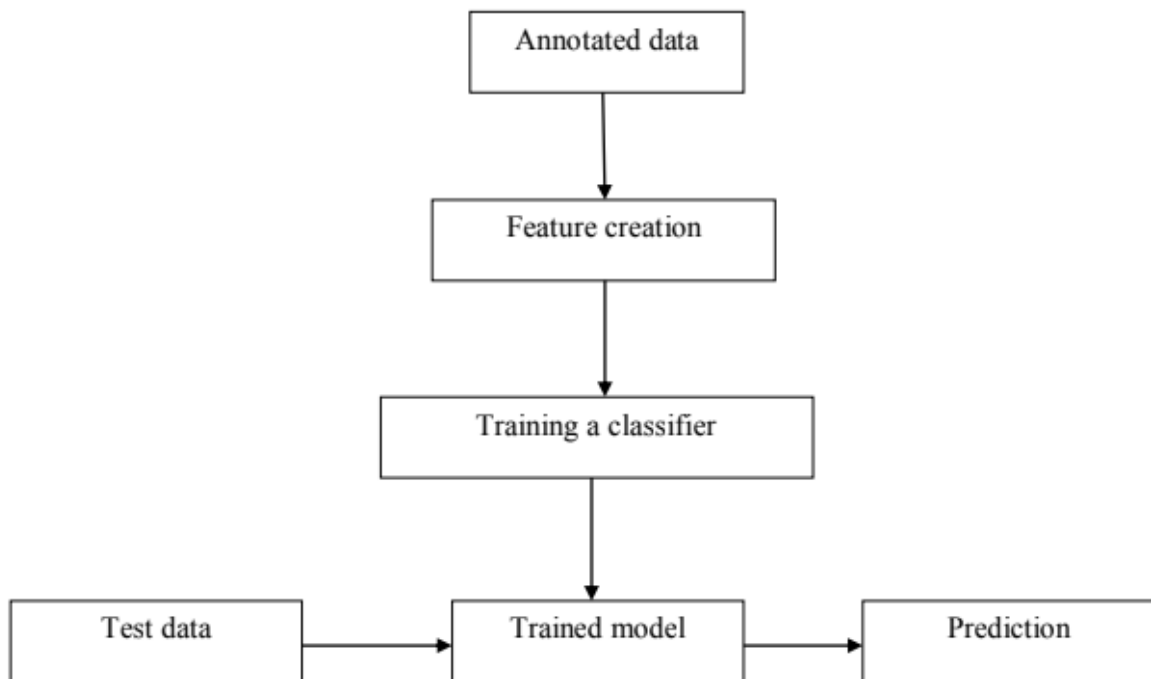 Annotated data
Feature creation
Training a classifier
Test data
Trained model
Prediction